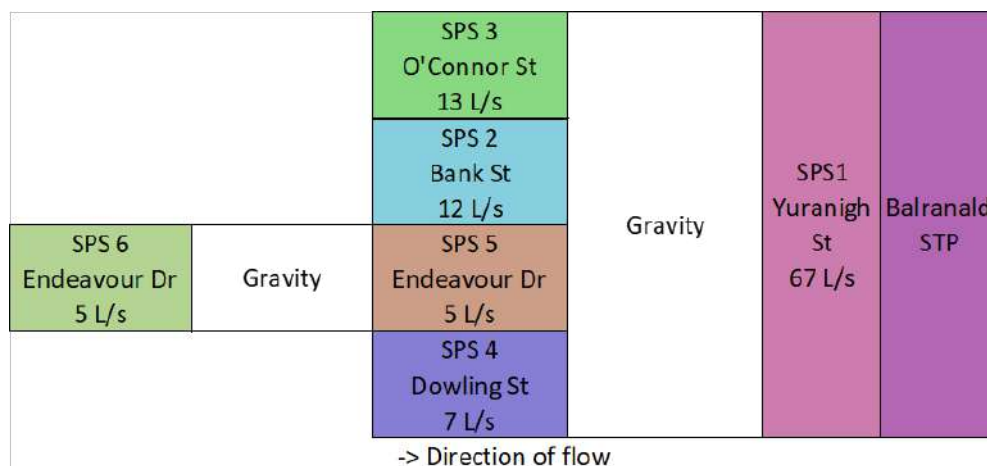 SPS 3
O'Connor St
13 L/s
SPS 2
Bank St
12 L/s
SPS 6
Endeavour Dr
5 L/s
Gravity
SPS 5
Endeavour Dr
5 L/s
SPS 4
Dowling St
7 L/s
Gravity
SPS1
Yuranigh
St
67 L/s
Balranald
STP
-> Direction of flow